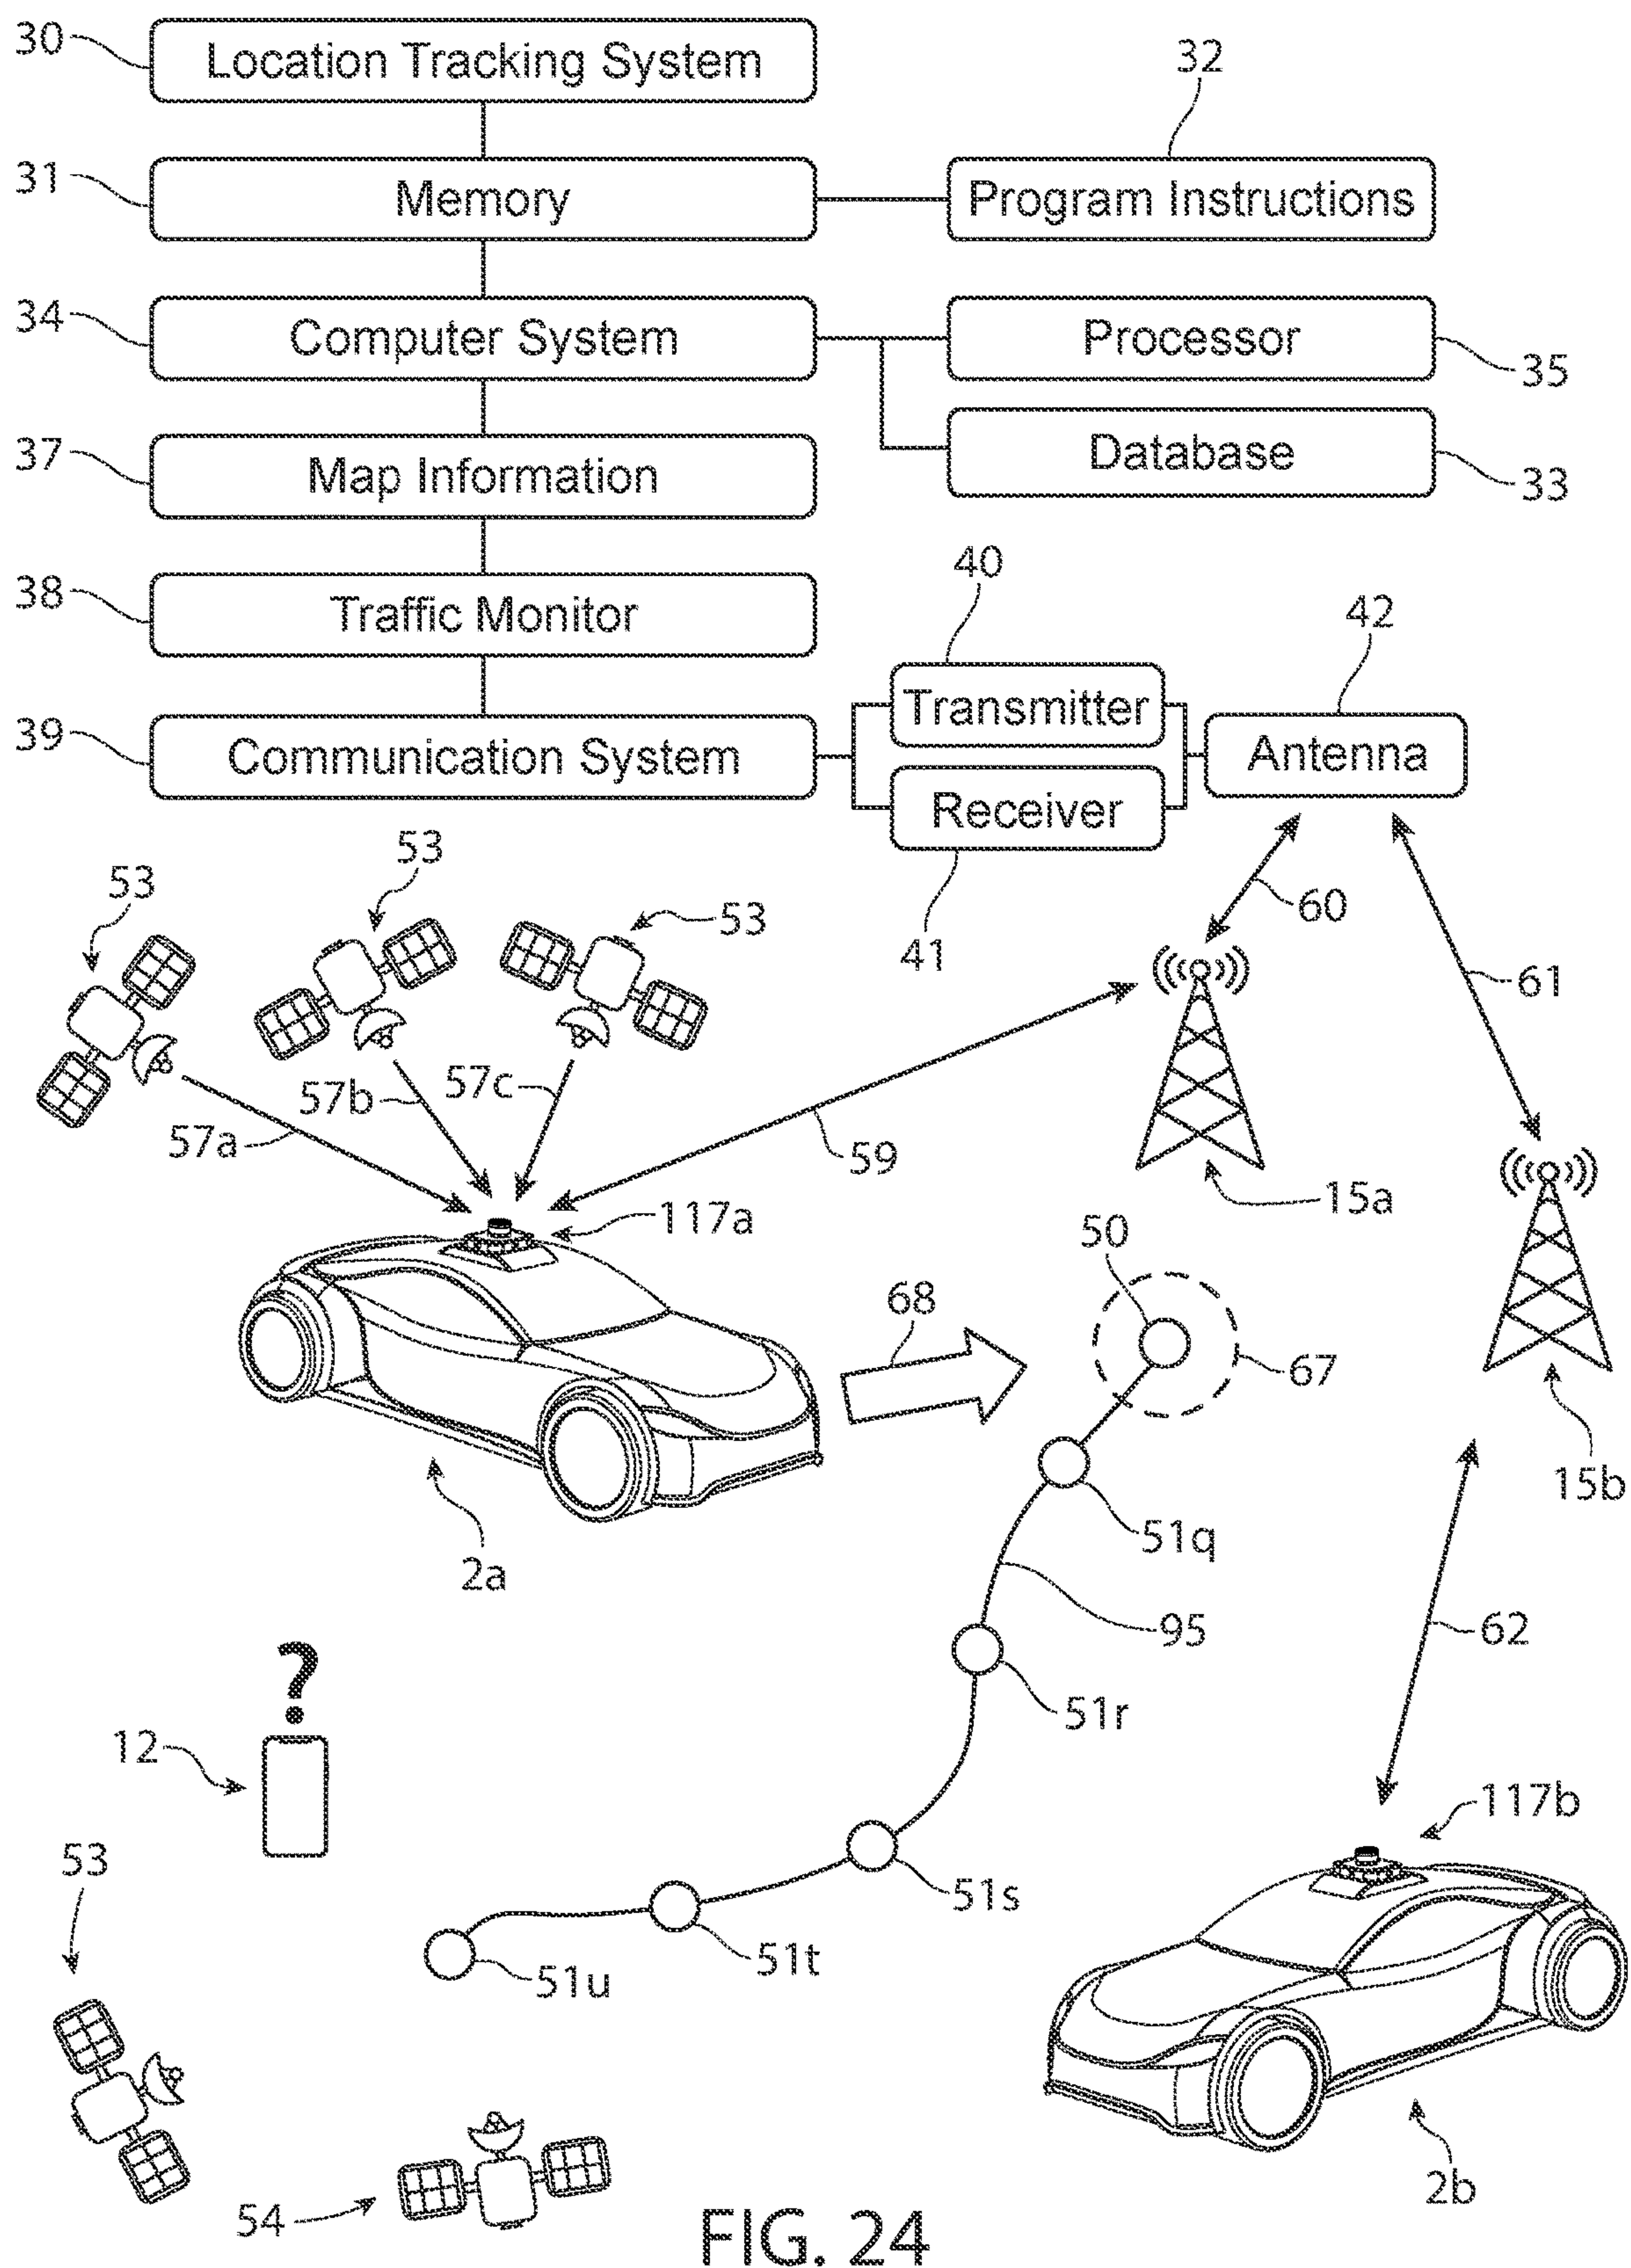 30 Location Tracking System
32
31 Memory Program Instructions
34 Computer System Processor 35
37 Map Information Database 33
38 Traffic Monitor
40
42
39 Communication System Transmitter Antenna
Receiver
41
53 53 53
60
61
57a 57b 57c
59
15a
117a
50
68
67
15b
2a
51q
95
62
?
12
51r
117b
53
51s
51t
51u
54
2b
FIG. 24